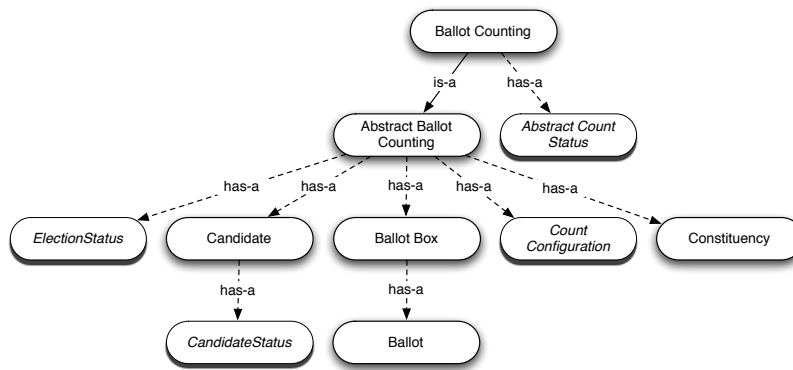 Ballot Counting
is-a
has-a
Abstract Ballot
Counting
Abstract Count
Status
has-a
has-a
has-a
has-a
has-a
ElectionStatus
Candidate
Ballot Box
Count
Configuration
Constituency
has-a
has-a
CandidateStatus
Ballot